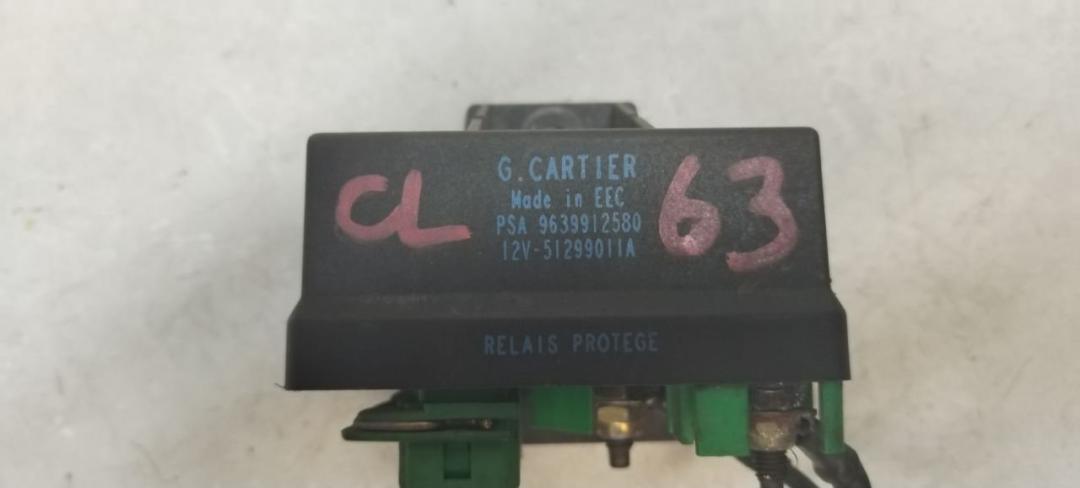 G.CARTIER
Made in EEC
PSA 9639912580
12V-51299011A
CL
63
RELAIS PROTEGE